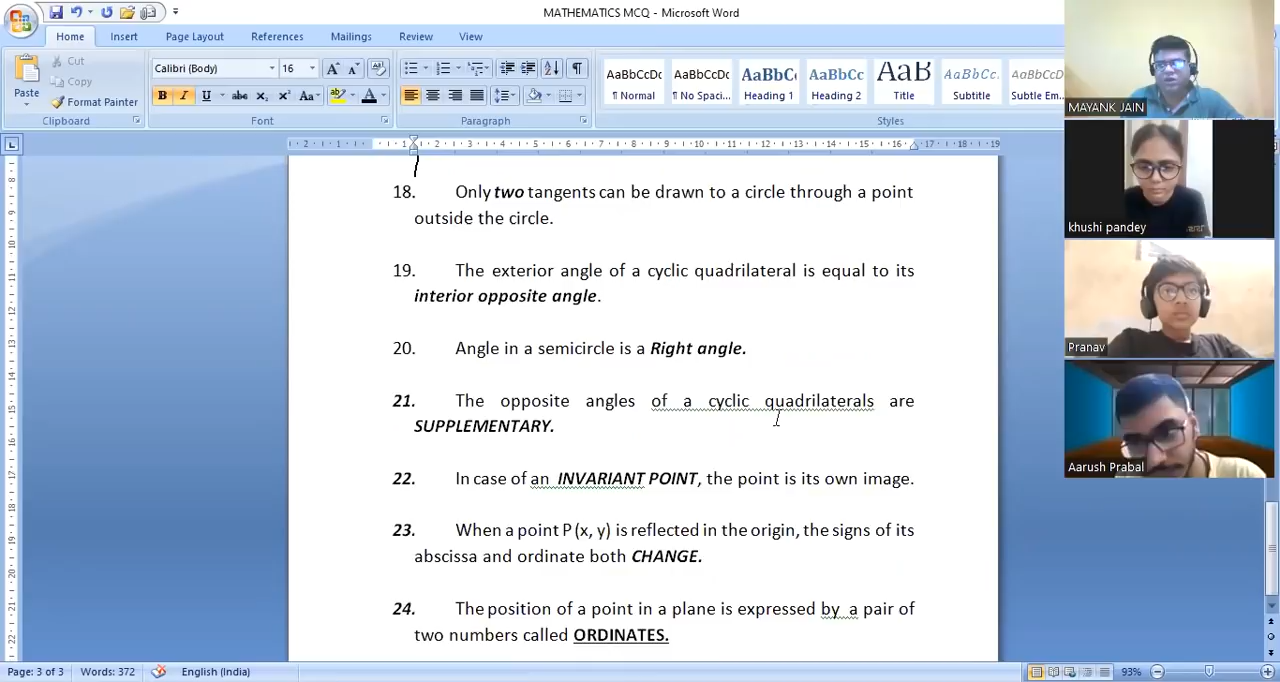 MATHEMATICS MCQ - Microsoft Word
Home Insert Page Layout References Mailings Review View
Paste
Cut
Copy
Format Painter
Clipboard
Calibri (Body) 16
Font
Paragraph
AaBbCcDc AaBbCcDc AaBbC AaBbCc AaB AaBbCc. AaBbCcDc
¶ Normal ¶ No Spaci... Heading 1 Heading 2 Title Subtitle Subtle Em...
Styles
18. Only two tangents can be drawn to a circle through a point
outside the circle.
19. The exterior angle of a cyclic quadrilateral is equal to its
interior opposite angle.
20. Angle in a semicircle is a Right angle.
21. The opposite angles of a cyclic quadrilaterals are
SUPPLEMENTARY.
22. In case of an INVARIANT POINT, the point is its own image.
23. When a point P (x, y) is reflected in the origin, the signs of its
abscissa and ordinate both CHANGE.
24. The position of a point in a plane is expressed by a pair of
two numbers called ORDINATES.
Page: 3 of 3 Words: 372 English (India) 93%
MAYANK JAIN
khushi pandey
Pranav
Aarush Prabal